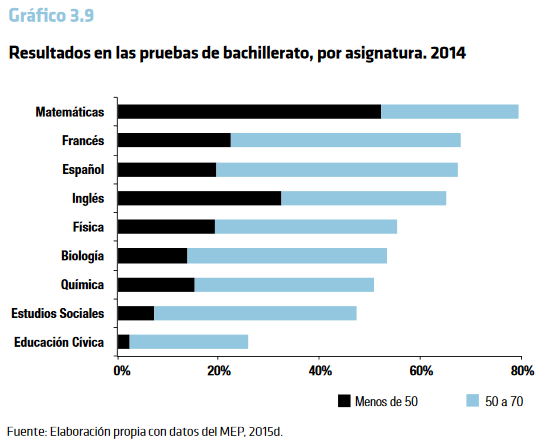 Gráfico 3.9
Resultados en las pruebas de bachillerato, por asignatura. 2014
Matemáticas
Francés
Español
Inglés
Física
Biología
Química
Estudios Sociales
Educación Cívica
0% 20% 40% 60% 80%
Menos de 50 50 a 70
Fuente: Elaboración propia con datos del MEP, 2015d.